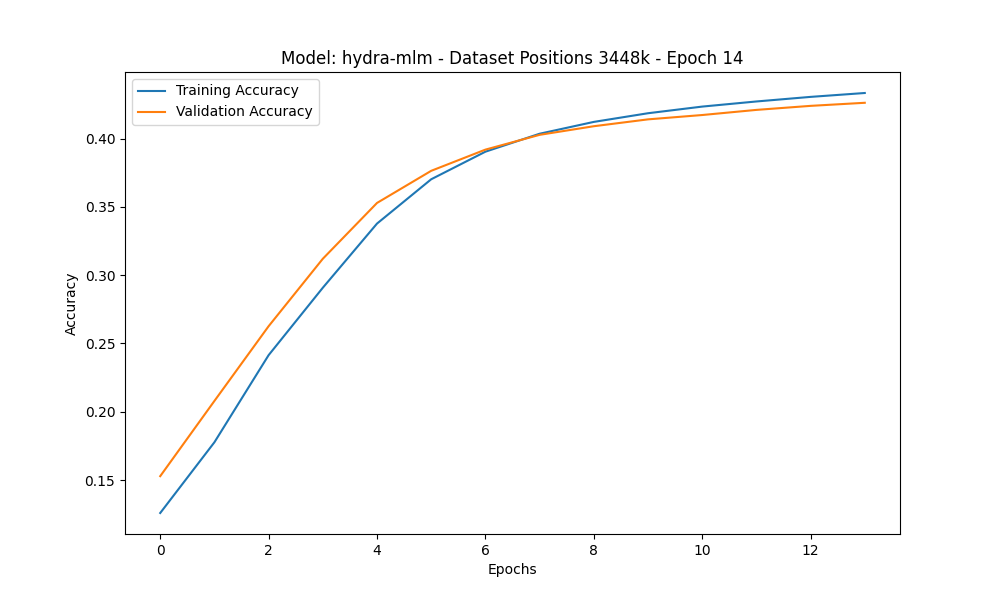 Model: hydra-mlm - Dataset Positions 3448k - Epoch 14
Training Accuracy
Validation Accuracy
0.40
0.35
0.30
0.25
0.20
0.15
Accuracy
0 2 4 6 8 10 12
Epochs